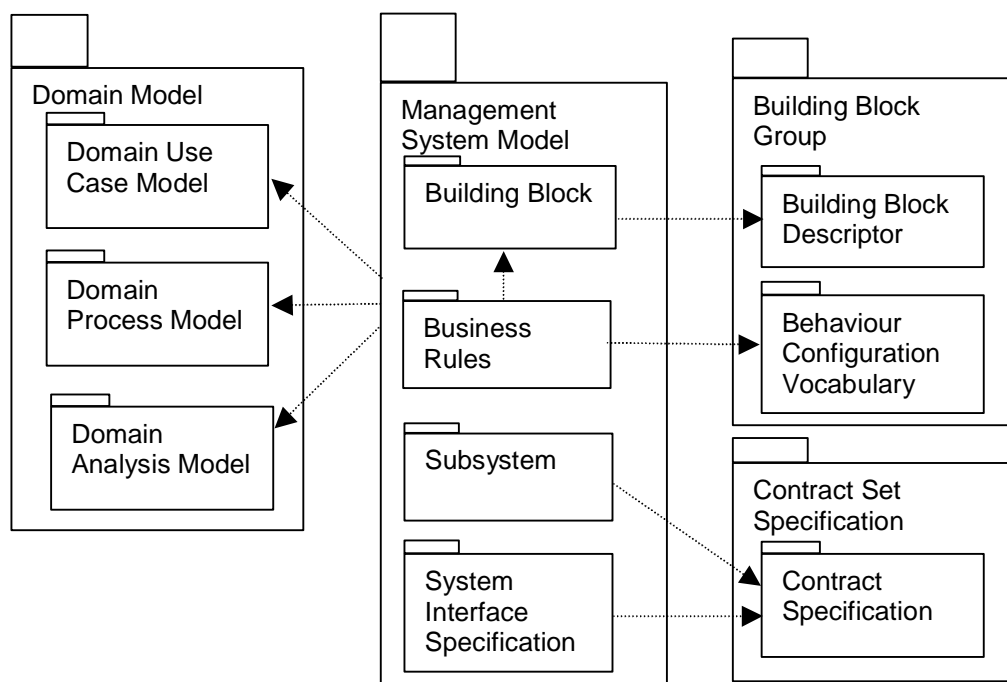 Domain Model
Domain Use
Case Model
Domain
Process Model
Domain
Analysis Model
Management
System Model
Building Block
Business
Rules
Subsystem
System
Interface
Specification
Building Block
Group
Building Block
Descriptor
Behaviour
Configuration
Vocabulary
Contract Set
Specification
Contract
Specification